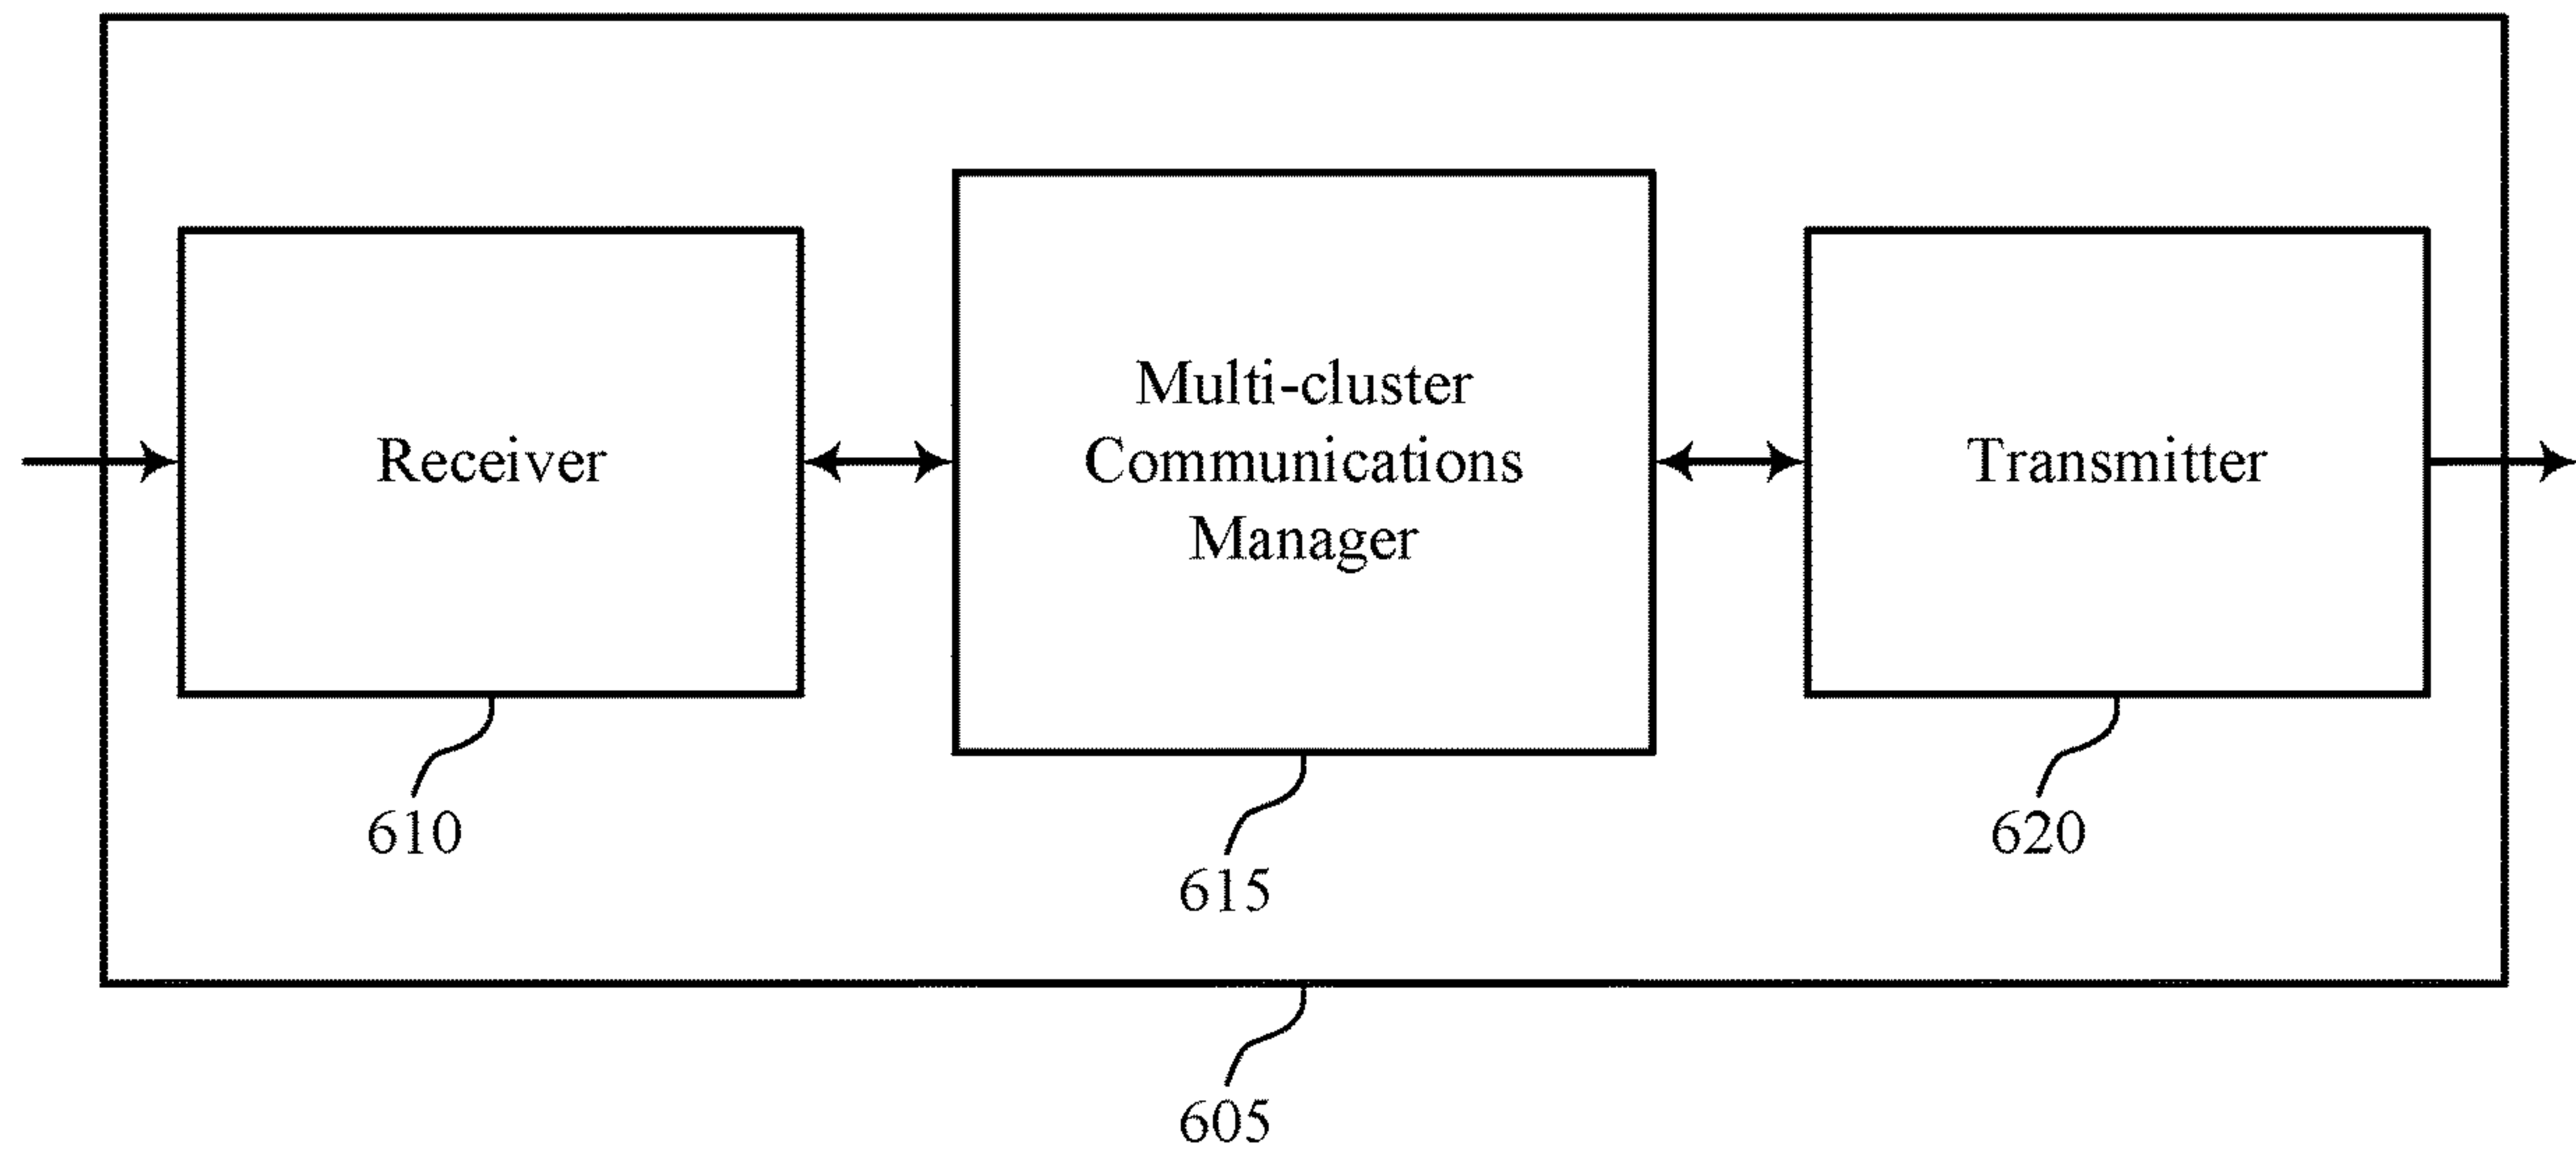 Receiver
Multi-cluster
Communications
Manager
Transmitter
610
615
620
605